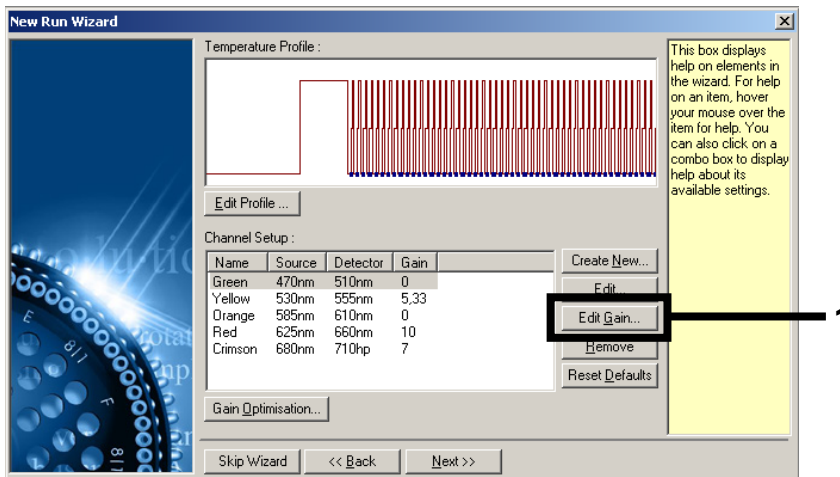 New Run Wizard
Temperature Profile :
Edit Profile ...
Channel Setup :
Name Source Detector Gain
Green 470nm 510nm 0
Yellow 530nm 555nm 5,33
Orange 585nm 610nm 0
Red 625nm 660nm 10
Crimson 680nm 710hp 7
Create New...
Edit...
Edit Gain...
Remove
Reset Defaults
Gain Optimisation...
Skip Wizard
<< Back
Next >>
This box displays
help on elements in
the wizard. For help
on an item, hover
your mouse over the
item for help. You
can also click on a
combo box to display
help about its
available settings.